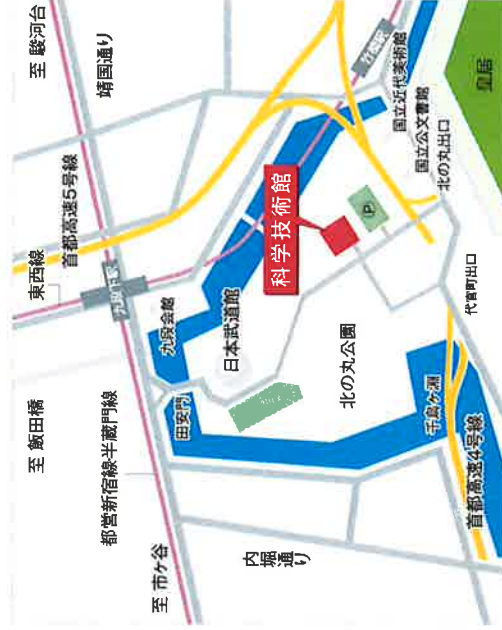 至 飯田橋
東西線
首都高速5号線
至 駿河台
靖国通り
九段下駅
都営新宿線・半蔵門線
至 市ケ谷
九段会館
田安門
日本武道館
科学技術館
竹橋駅
国立近代美術館
国立公文書館
北の丸出口
(P)
皇居
内堀
通り
北の丸公園
代官町出口
千鳥ケ淵
首都高速4号線